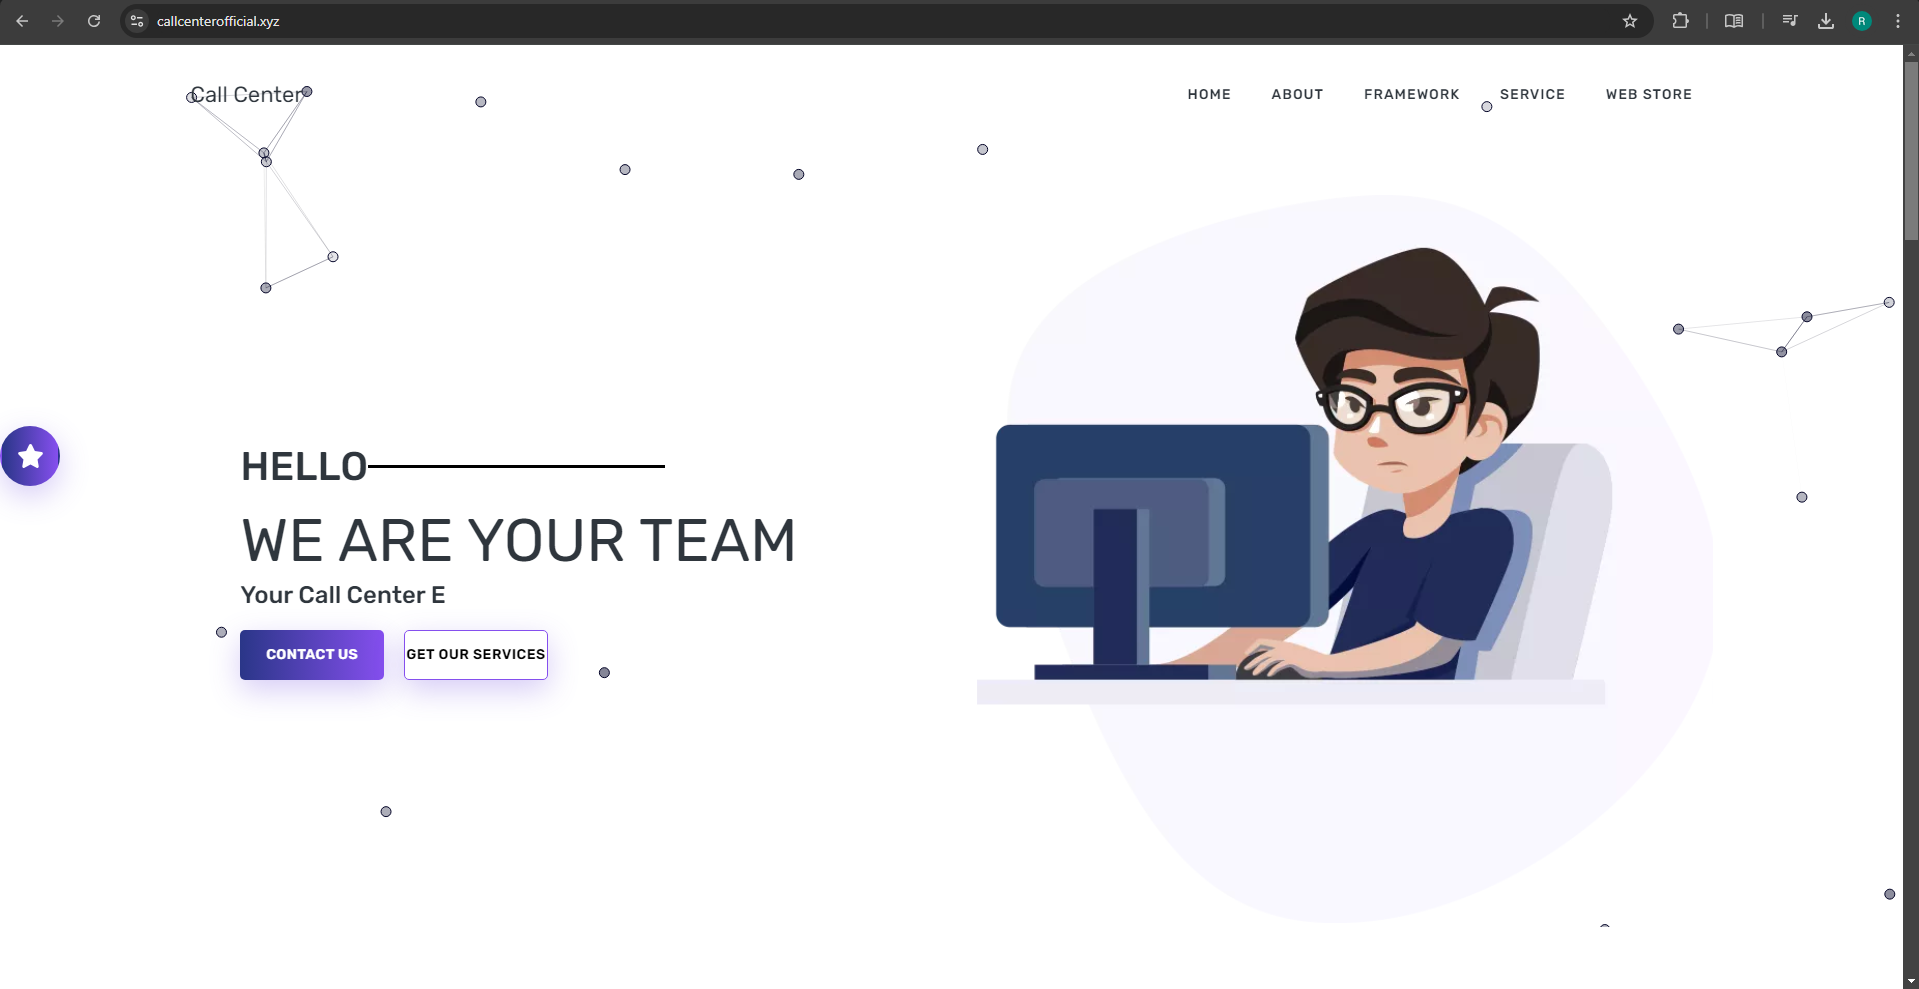 callcenterofficial.xyz
R
Call Center
HOME ABOUT FRAMEWORK SERVICE WEB STORE
HELLO
WE ARE YOUR TEAM
Your Call Center E
CONTACT US GET OUR SERVICES